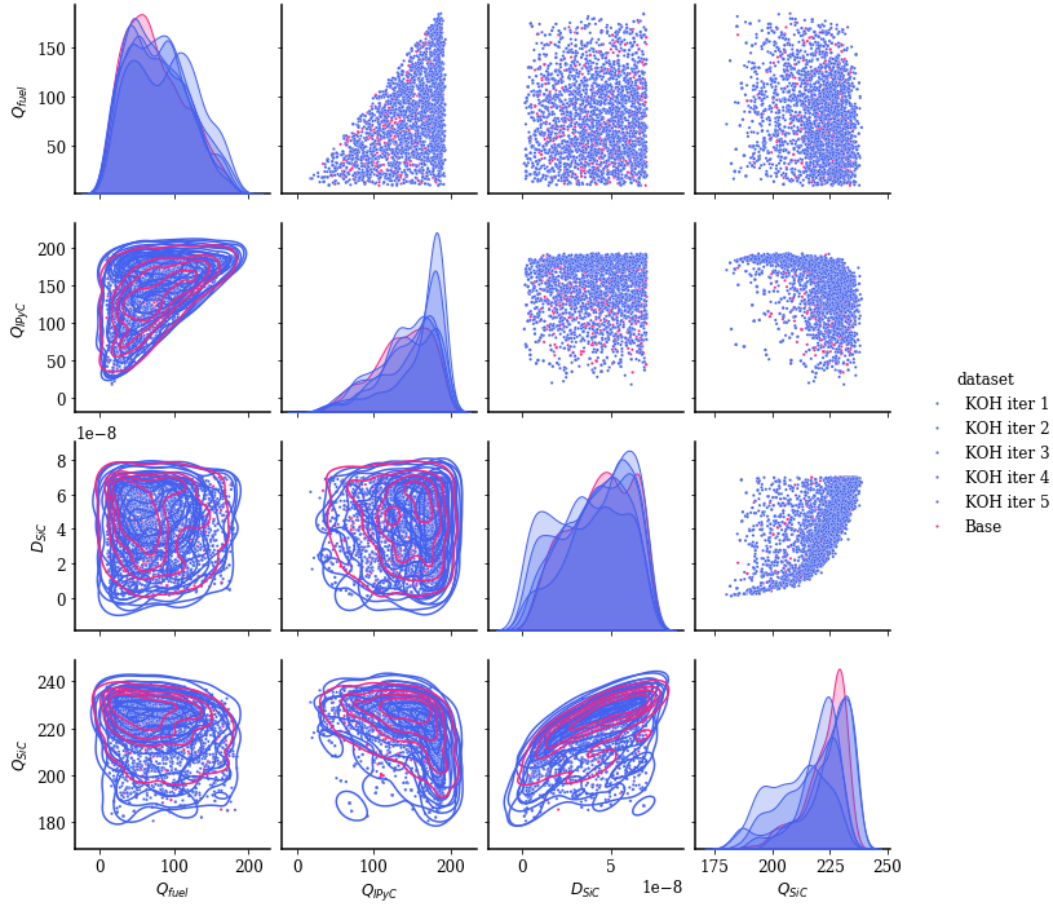 Q_fuel
150
100
50
Q_IPyC
200
150
100
50
0
1e−8
D_SiC
8
6
4
2
0
Q_SiC
240
220
200
180
0 100 200
Q_fuel
0 100 200
Q_IPyC
0 5
1e−8
D_SiC
175 200 225 250
Q_SiC
dataset
KOH iter 1
KOH iter 2
KOH iter 3
KOH iter 4
KOH iter 5
Base